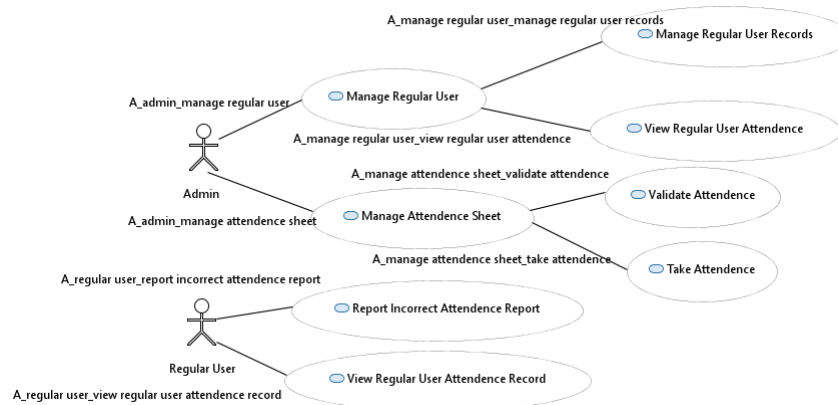 A_manage regular user_manage regular user records
Manage Regular User Records
A_admin_manage regular user
Manage Regular User
View Regular User Attendence
A_manage regular user_view regular user attendence
Admin
A_manage attendence sheet_validate attendence
Validate Attendence
A_admin_manage attendence sheet
Manage Attendence Sheet
A_manage attendence sheet_take attendence
Take Attendence
A_regular user_report incorrect attendence report
Report Incorrect Attendence Report
Regular User
View Regular User Attendence Record
A_regular user_view regular user attendence record